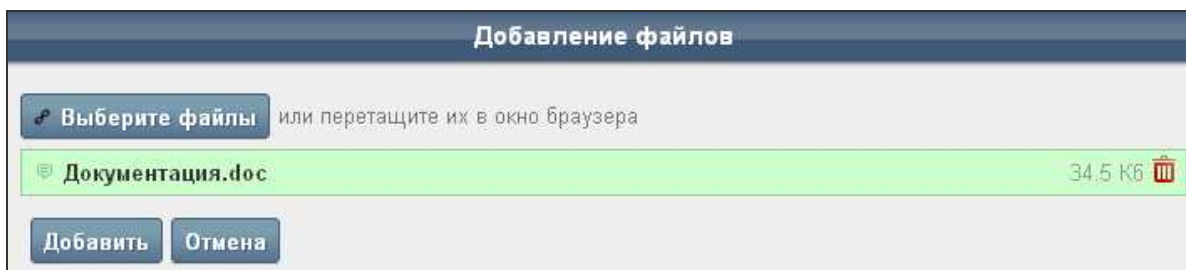 Добавление файлов
Выберите файлы или перетащите их в окно браузера
Документация.doc 34.5 Кб
Добавить Отмена